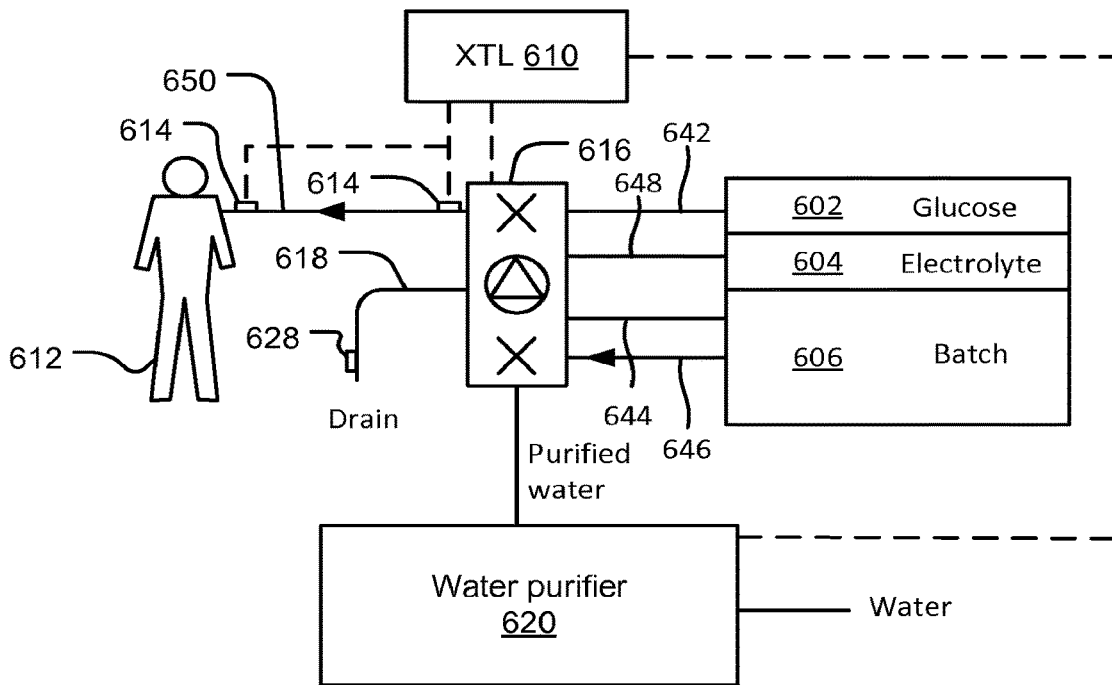 XTL 610
650
614
616
642
614
648
602 Glucose
618
604 Electrolyte
628
606 Batch
612
Drain
644
646
Purified
water
Water purifier
620
Water